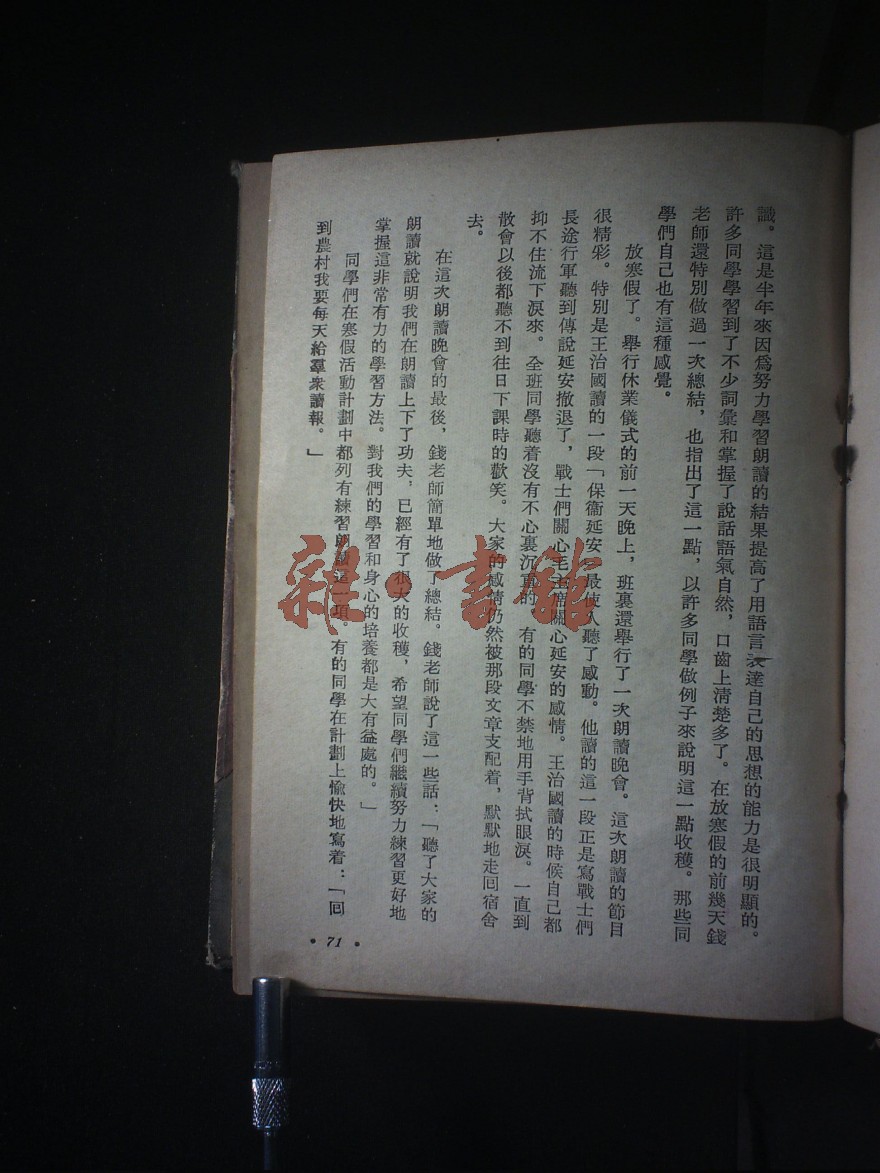 識。這是半年來因爲努力學習朗讀的結果提高了用語言表達自己的思想的能力是很明顯的。
許多同學學習到了不少詞彙和掌握了說話語氣自然，口齒上清楚多了。在放寒假的前幾天錢
老師還特別做過一次總結，也指出了這一點，以許多同學做例子來說明這一點收穫。那些同
學們自己也有這種感覺。
放寒假了。舉行休業儀式的前一天晚上，班裏還舉行了一次朗讀晚會。這次朗讀的節目
很精彩。特別是王治國讀的一段「保衞延安」最使人聽了感動。他讀的這一段正是寫戰士們
長途行軍聽到傳說延安撤退了，戰士們關心毛主席關心延安的感情。王治國讀的時候自己都
抑不住流下淚來。全班同學聽着沒有不心裏沉重的。有的同學不禁地用手背拭眼淚。一直到
散會以後都聽不到往日下課時的歡笑。大家的感情仍然被那段文章支配着，默默地走囘宿舍
去。
在這次朗讀晚會的最後，錢老師簡單地做了總結。錢老師說了這一些話：「聽了大家的
朗讀就說明我們在朗讀上下了功夫，已經有了很大的收穫，希望同學們繼續努力練習更好地
掌握這非常有力的學習方法。對我們的學習和身心的培養都是大有益處的。」
同學們在寒假活動計劃中都列有練習朗讀這一項。有的同學在計劃上愉快地寫着：「囘
到農村我要每天給羣衆讀報。」
• 71 •
雜·書館